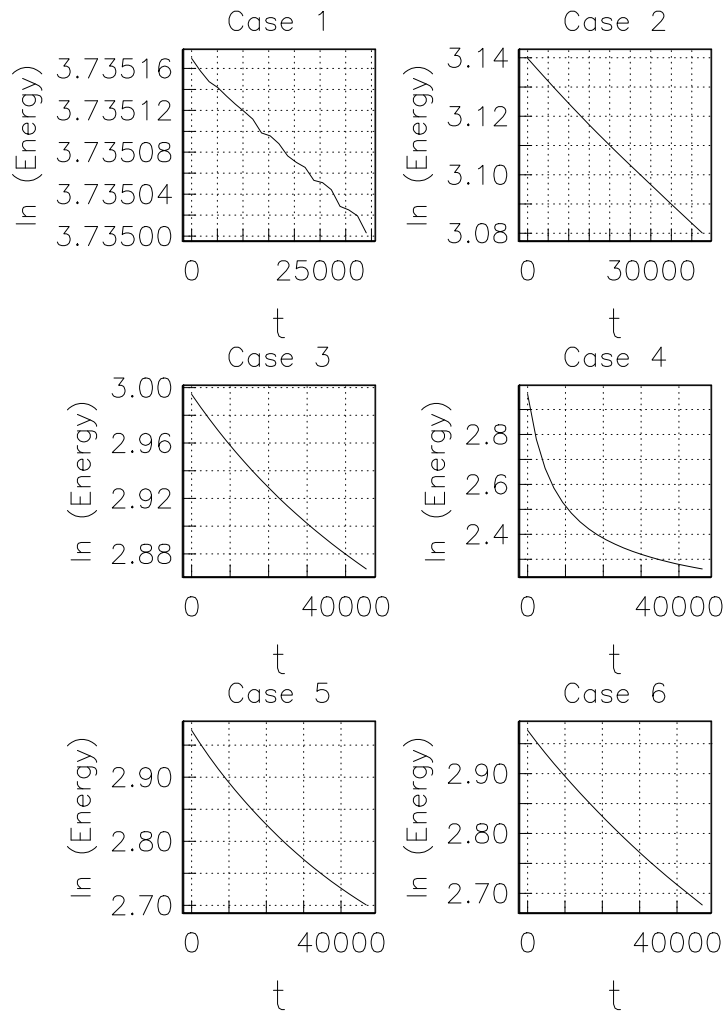 Case 1
ln (Energy)
3.73516
3.73512
3.73508
3.73504
3.73500
0 25000
t
Case 2
ln (Energy)
3.14
3.12
3.10
3.08
0 30000
t
Case 3
ln (Energy)
3.00
2.96
2.92
2.88
0 40000
t
Case 4
ln (Energy)
2.8
2.6
2.4
0 40000
t
Case 5
ln (Energy)
2.90
2.80
2.70
0 40000
t
Case 6
ln (Energy)
2.90
2.80
2.70
0 40000
t